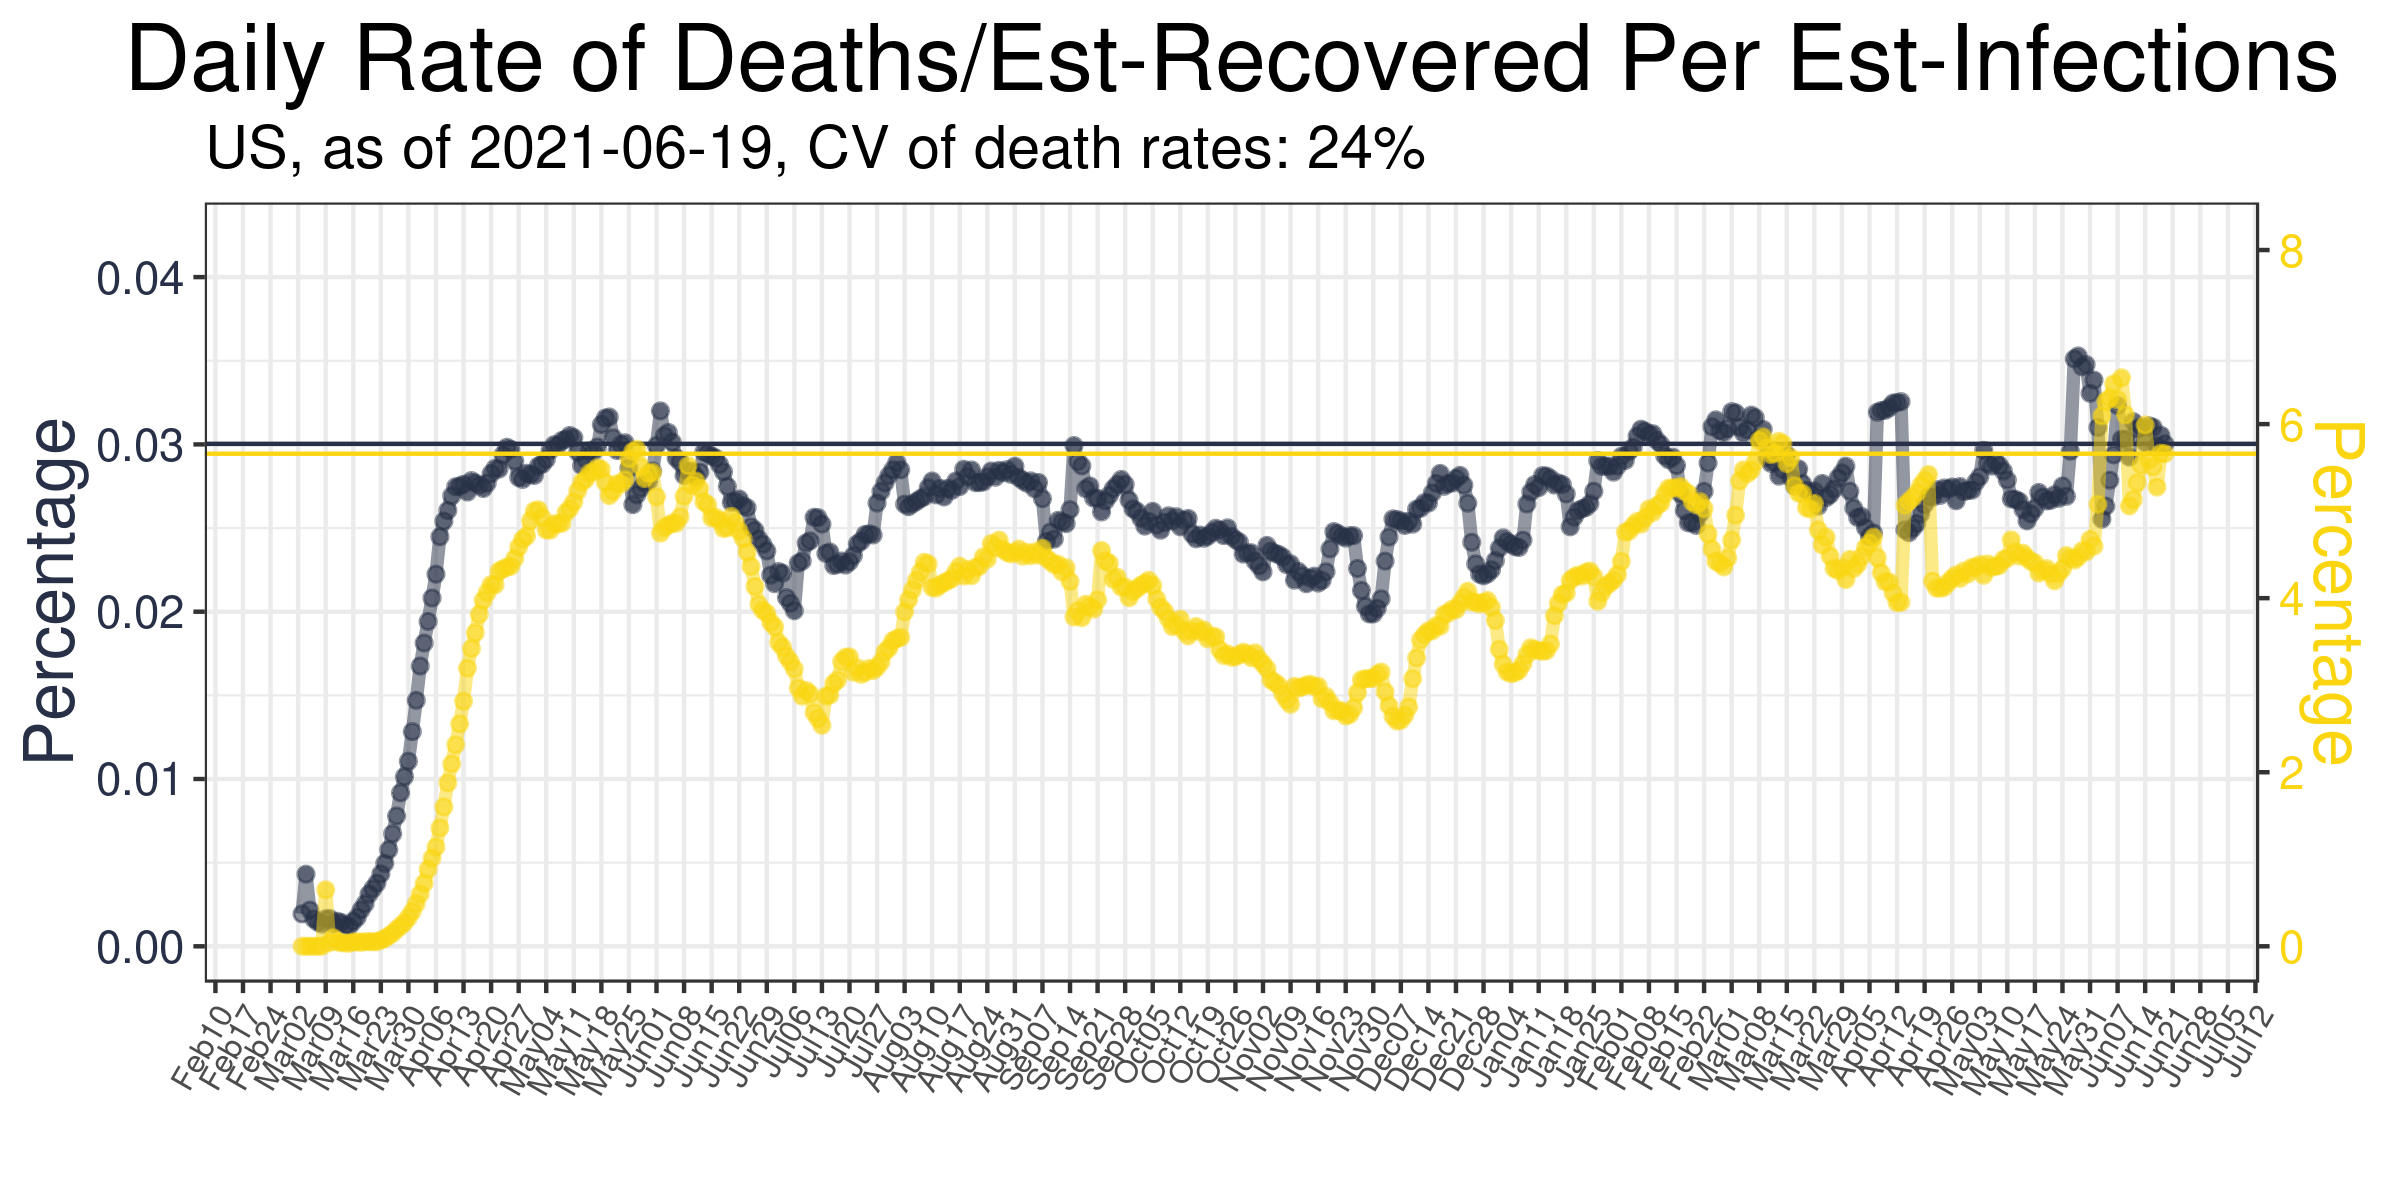 Daily Rate of Deaths/Est-Recovered Per Est-Infections
US, as of 2021-06-19, CV of death rates: 24%
Percentage
0.04
0.03
0.02
0.01
0.00
8
6
4
2
0
Percentage
Feb10
Feb17
Feb24
Mar02
Mar09
Mar16
Mar23
Mar30
Apr06
Apr13
Apr20
Apr27
May04
May11
May18
May25
Jun01
Jun08
Jun15
Jun22
Jun29
Jul06
Jul13
Jul20
Jul27
Aug03
Aug10
Aug17
Aug24
Aug31
Sep07
Sep14
Sep21
Sep28
Oct05
Oct12
Oct19
Oct26
Nov02
Nov09
Nov16
Nov23
Nov30
Dec07
Dec14
Dec21
Dec28
Jan04
Jan11
Jan18
Jan25
Feb01
Feb08
Feb15
Feb22
Mar01
Mar08
Mar15
Mar22
Mar29
Apr05
Apr12
Apr19
Apr26
May03
May10
May17
May24
May31
Jun07
Jun14
Jun21
Jun28
Jul05
Jul12